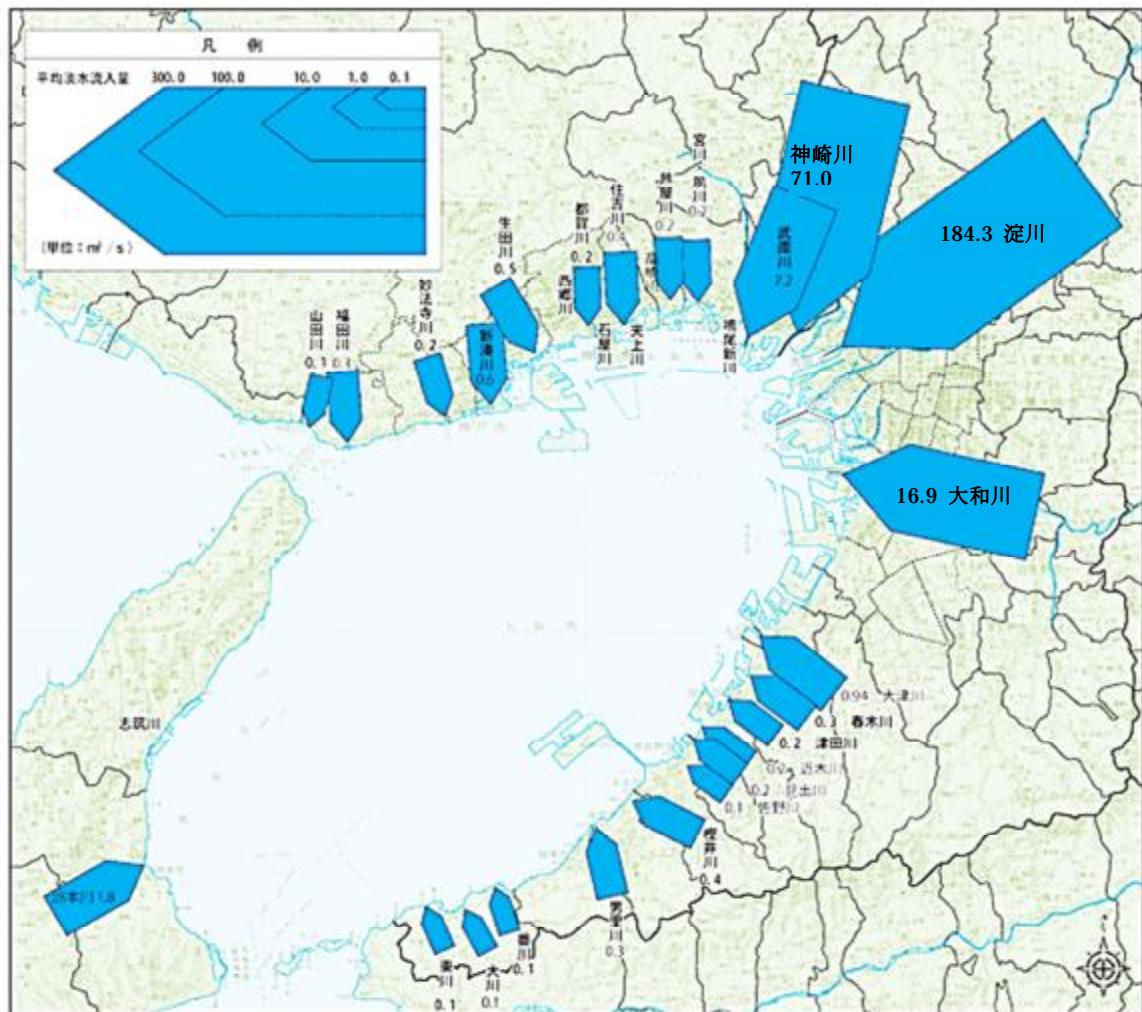 凡 例
平均淡水流入量 300.0 100.0 10.0 1.0 0.1
(単位:㎥/s)
神崎川
71.0
184.3 淀川
武庫川
7.2
16.9 大和川
宮川
夙川
0.2
芦屋川
0.2
住吉川
天上川
都賀川
0.2
西郷川
石屋川
鳴尾新川
生田川
0.5
新湊川
0.6
妙法寺川
0.2
福田川
山田川
0.1
0.94 大津川
0.3 春木川
0.2 津田川
近木川
0.2 見出川
0.1 佐野川
樫井川
0.4
男里川
0.3
番川
0.1
大川
0.1
東川
0.1
志筑川
1.8